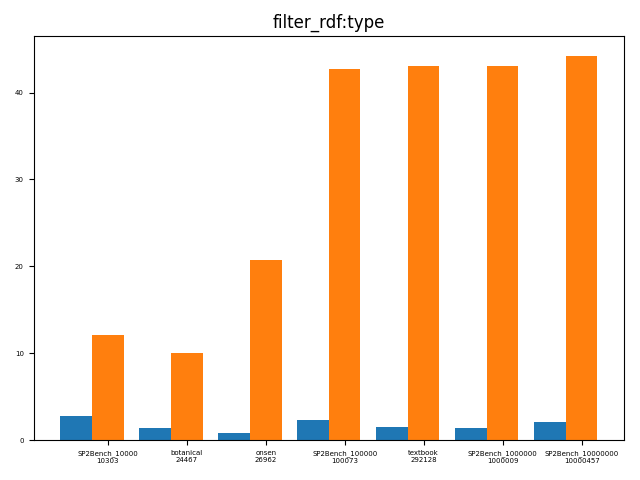 filter_rdf:type
40
30
20
10
0
SP2Bench_10000
10303
botanical
24467
onsen
26962
SP2Bench_100000
100073
textbook
292128
SP2Bench_1000000
1000009
SP2Bench_10000000
10000457